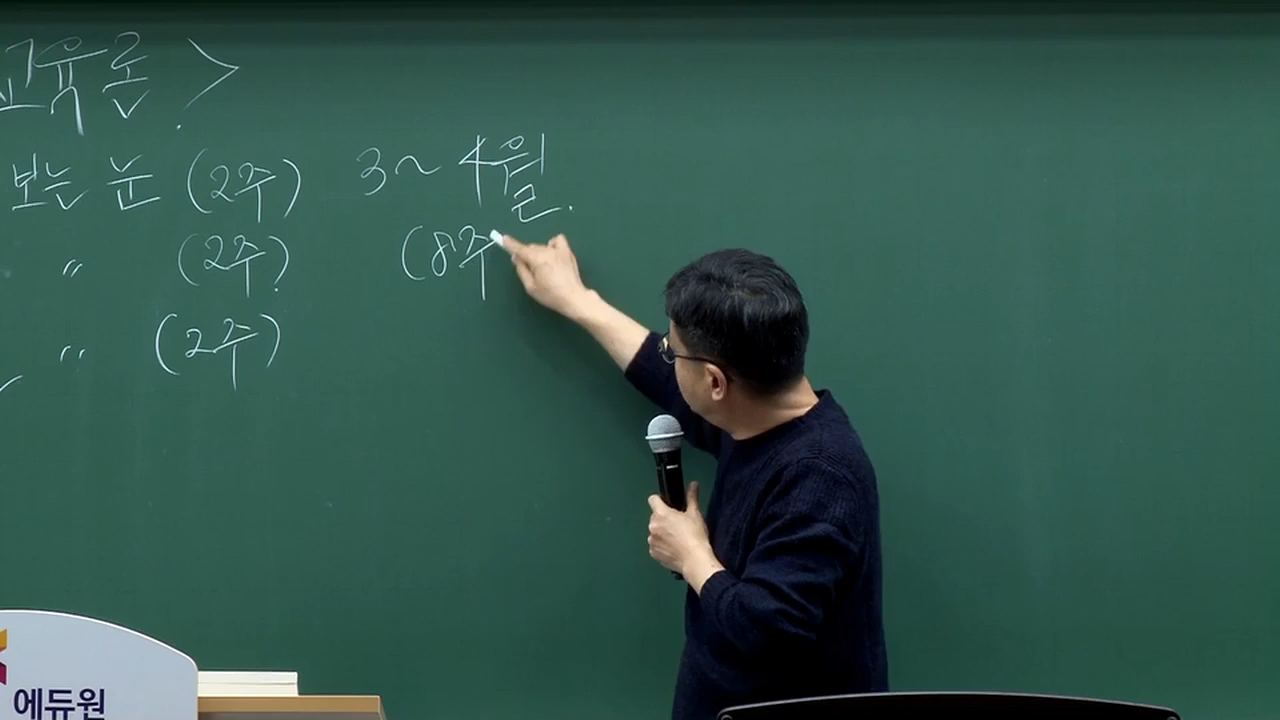 교육론>
보는 눈 (2주) 3~4월.
〃 (2주) (8주
〃 (2주)
에듀윈